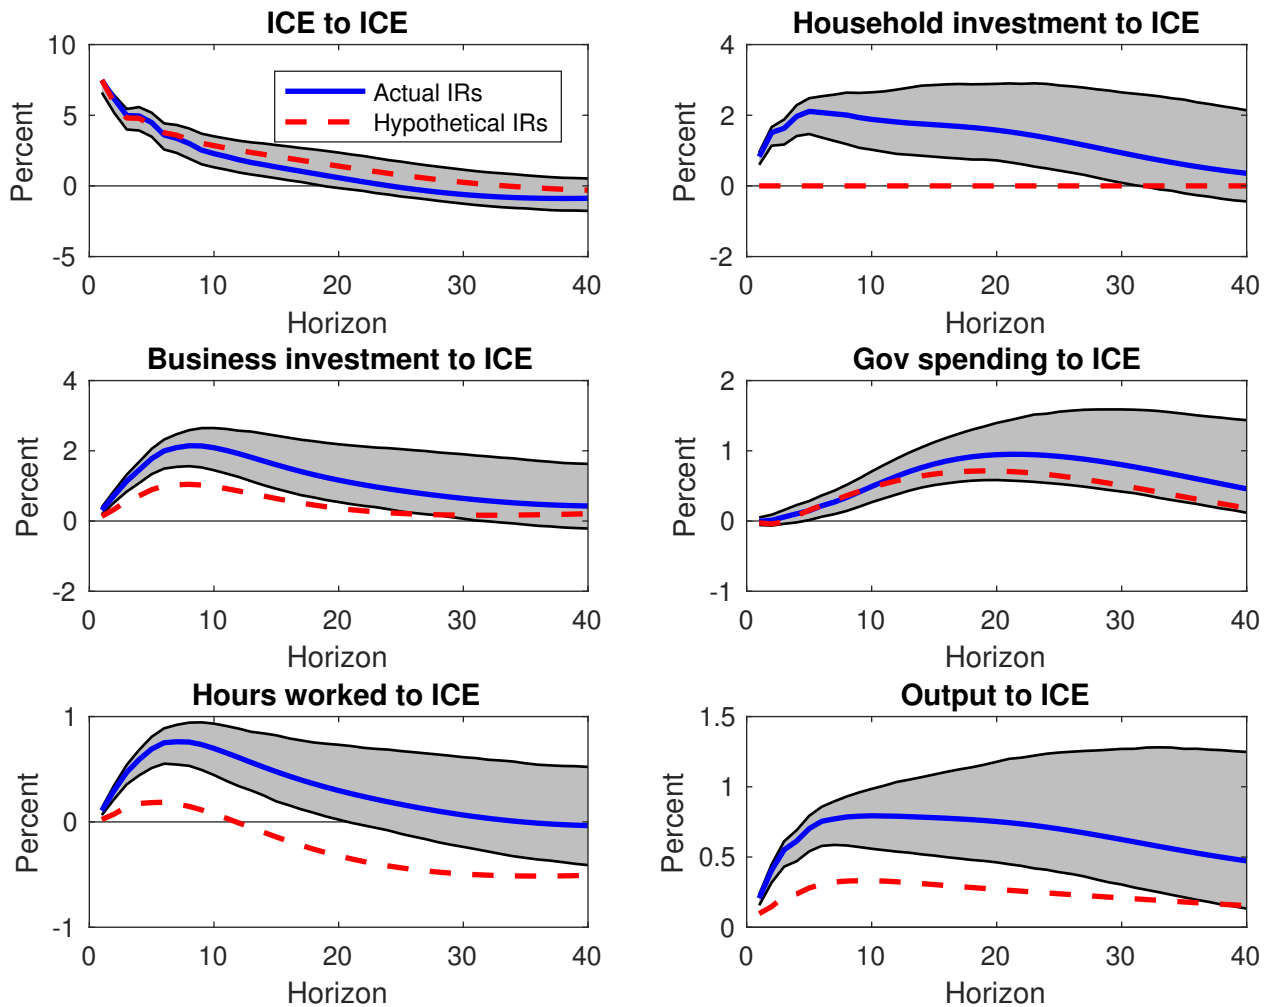 ICE to ICE
Percent
10
5
0
-5
Actual IRs
Hypothetical IRs
0 10 20 30 40
Horizon
Household investment to ICE
Percent
4
2
0
-2
0 10 20 30 40
Horizon
Business investment to ICE
Percent
4
2
0
-2
0 10 20 30 40
Horizon
Gov spending to ICE
Percent
2
1
0
-1
0 10 20 30 40
Horizon
Hours worked to ICE
Percent
1
0
-1
0 10 20 30 40
Horizon
Output to ICE
Percent
1.5
1
0.5
0
0 10 20 30 40
Horizon